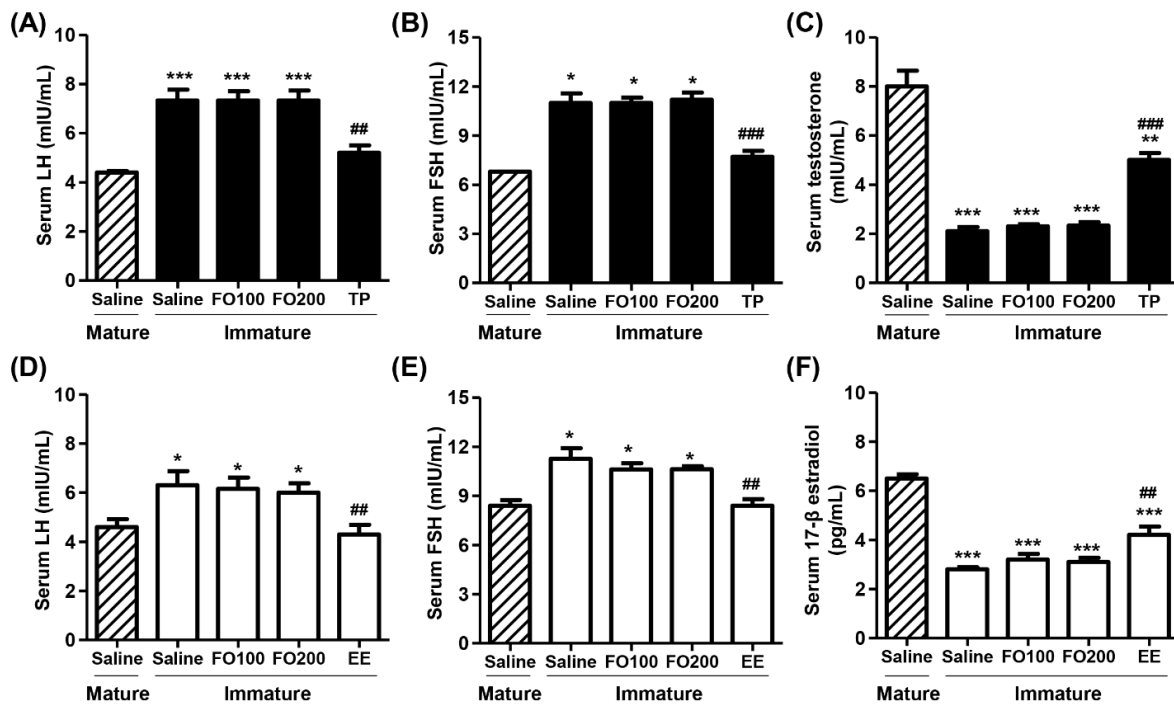 (A)
Serum LH (mIU/mL)
10
8
6
4
2
0
*** *** ***
##
Saline Saline FO100 FO200 TP
Mature Immature
(B)
Serum FSH (mIU/mL)
15
12
9
6
3
0
* * *
###
Saline Saline FO100 FO200 TP
Mature Immature
(C)
Serum testosterone
(mIU/mL)
10
8
6
4
2
0
###
**
*** *** ***
Saline Saline FO100 FO200 TP
Mature Immature
(D)
Serum LH (mIU/mL)
10
8
6
4
2
0
* * *
##
Saline Saline FO100 FO200 EE
Mature Immature
(E)
Serum FSH (mIU/mL)
15
12
9
6
3
0
* * *
##
Saline Saline FO100 FO200 EE
Mature Immature
(F)
Serum 17-β estradiol
(pg/mL)
10
8
6
4
2
0
##
***
*** *** ***
Saline Saline FO100 FO200 EE
Mature Immature